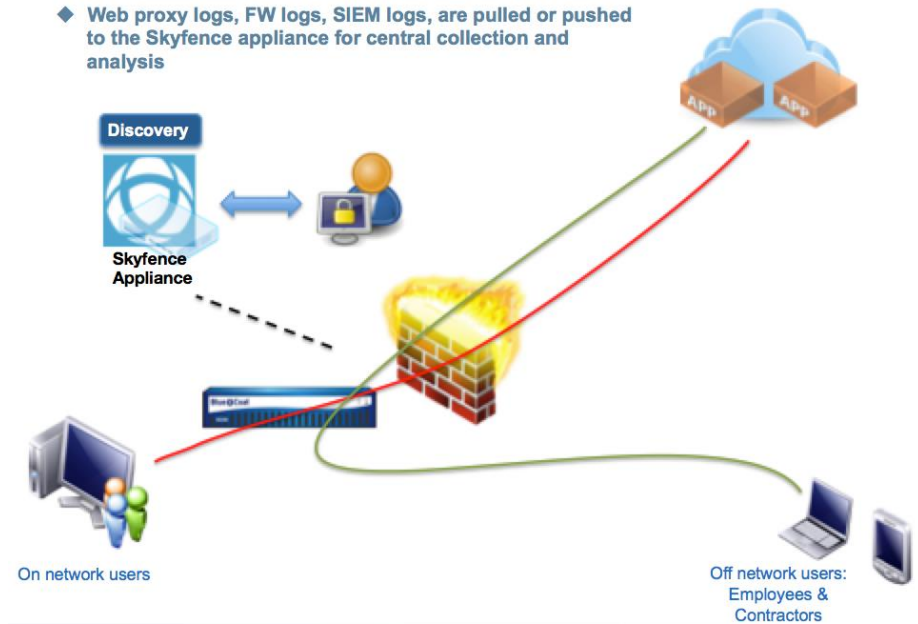 Web proxy logs, FW logs, SIEM logs, are pulled or pushed
to the Skyfence appliance for central collection and
analysis
APP
APP
Discovery
Skyfence
Appliance
Blue Coat
On network users
Off network users:
Employees &
Contractors